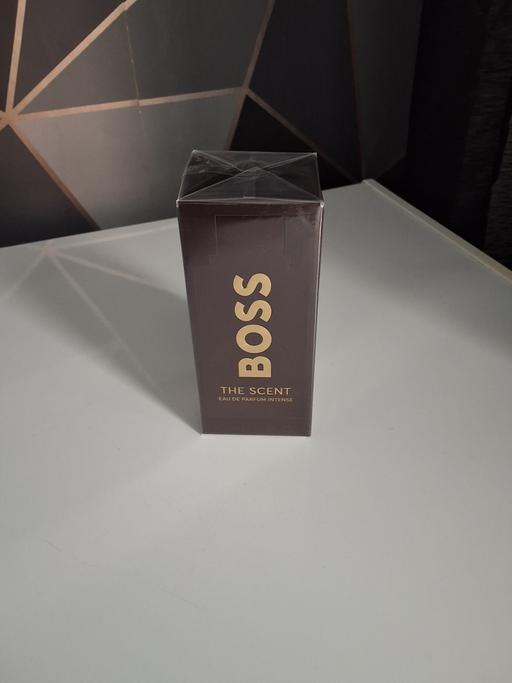 BOSS
THE SCENT
EAU DE PARFUM INTENSE